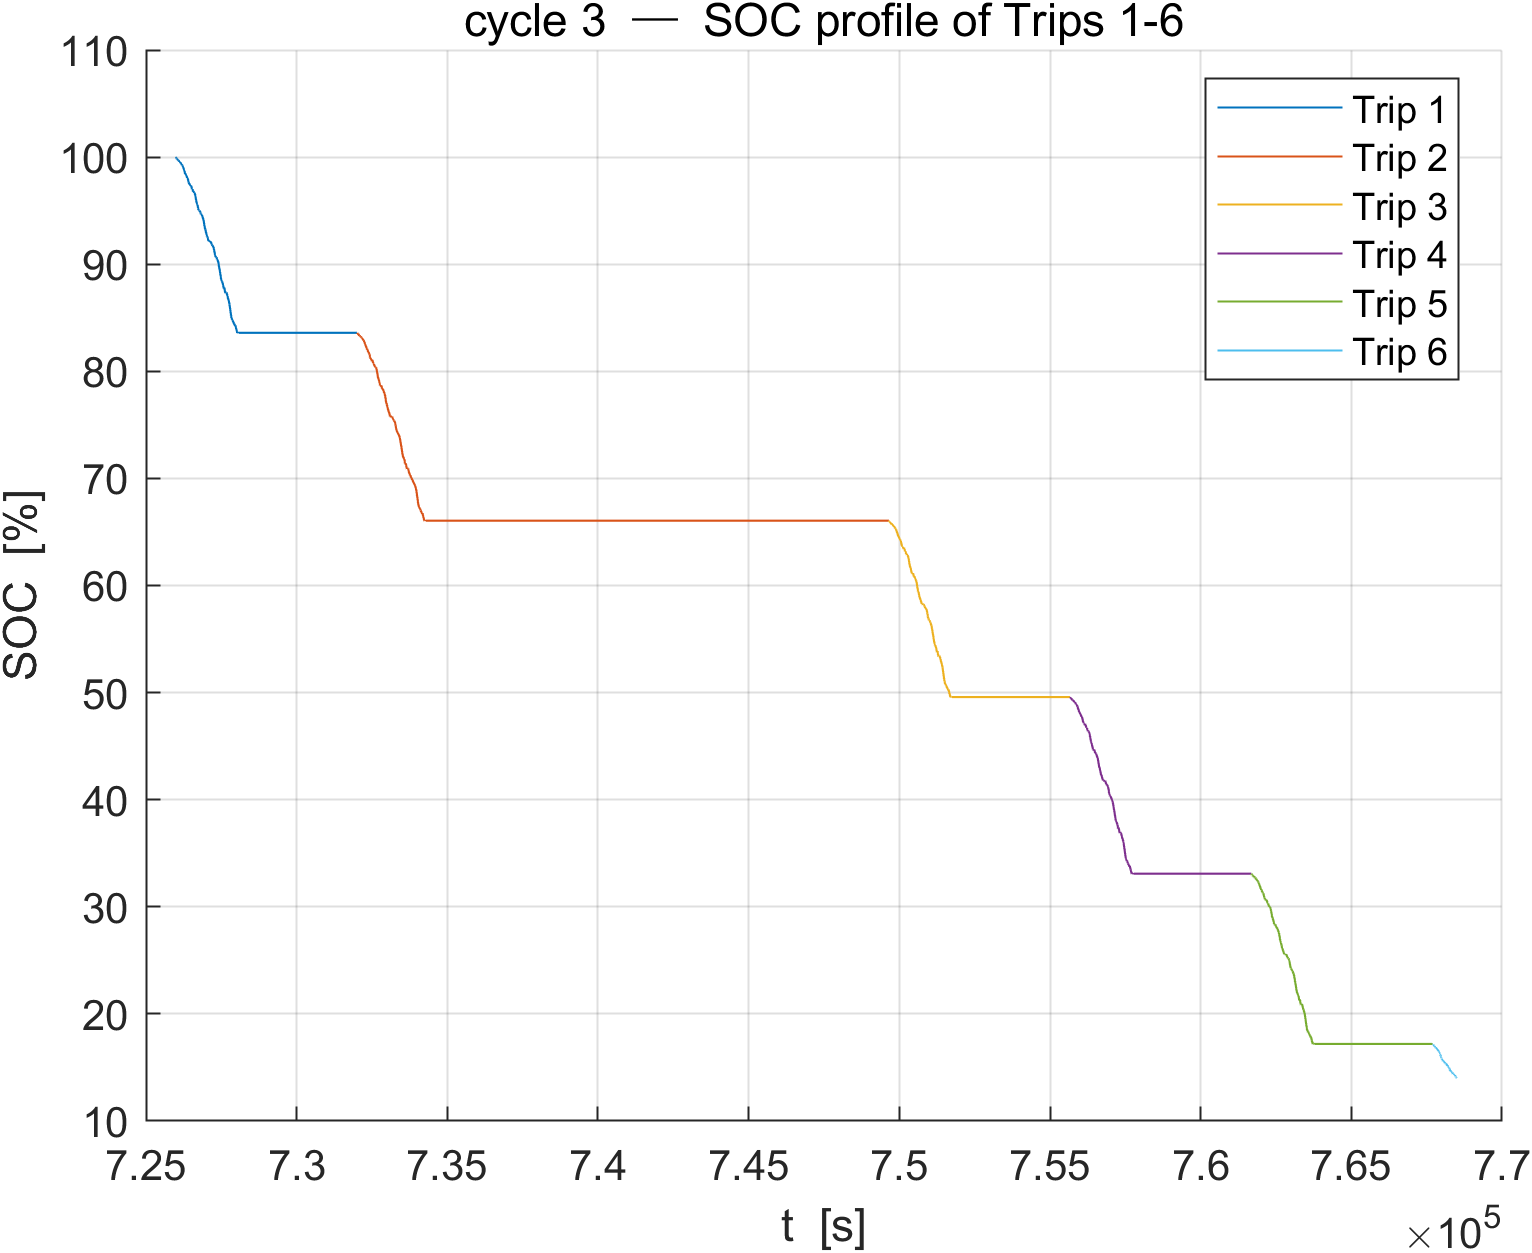 cycle 3 — SOC profile of Trips 1-6
110
100
90
80
70
60
50
40
30
20
10
SOC [%]
Trip 1
Trip 2
Trip 3
Trip 4
Trip 5
Trip 6
7.25 7.3 7.35 7.4 7.45 7.5 7.55 7.6 7.65 7.7
t [s]
×10⁵